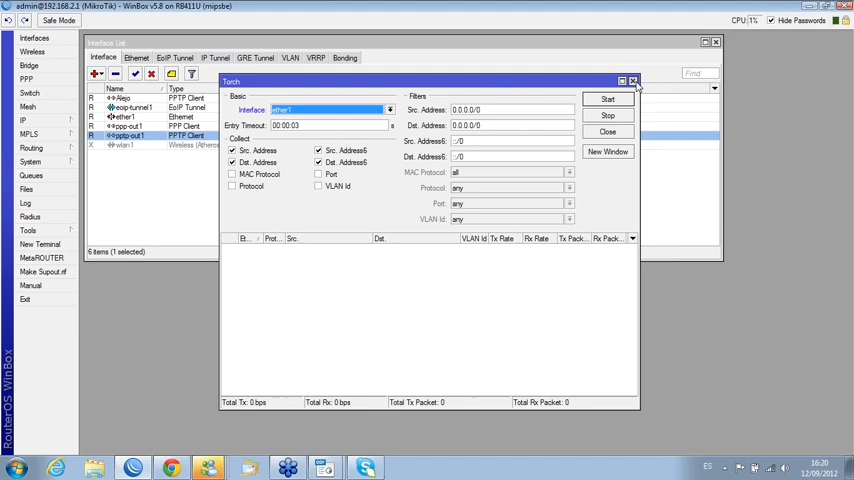 admin@192.168.2.1 (MikroTik) - WinBox v5.8 on RB411U (mipsbe)
Safe Mode
CPU: 1%
Hide Passwords
Interfaces
Wireless
Bridge
PPP
Switch
Mesh
IP
MPLS
Routing
System
Queues
Files
Log
Radius
Tools
New Terminal
MetaROUTER
Make Supout.rif
Manual
Exit
RouterOS WinBox
Interface List
Interface Ethernet EoIP Tunnel IP Tunnel GRE Tunnel VLAN VRRP Bonding
Find
Name Type
R Alejo PPTP Client
R eoip-tunnel1 EoIP Tunnel
R ether1 Ethernet
R ppp-out1 PPP Client
R pptp-out1 PPTP Client
X wlan1 Wireless (Atheros
6 items (1 selected)
Torch
Basic
Interface: ether1
Entry Timeout: 00:00:03 s
Collect
Src. Address Src. Address6
Dst. Address Dst. Address6
MAC Protocol Port
Protocol VLAN Id
Filters
Src. Address: 0.0.0.0/0
Dst. Address: 0.0.0.0/0
Src. Address6: ::/0
Dst. Address6: ::/0
MAC Protocol: all
Protocol: any
Port: any
VLAN Id: any
Start
Stop
Close
New Window
Et... Prot... Src. Dst. VLAN Id Tx Rate Rx Rate Tx Pack... Rx Pack...
Total Tx: 0 bps Total Rx: 0 bps Total Tx Packet: 0 Total Rx Packet: 0
ES
16:20
12/09/2012